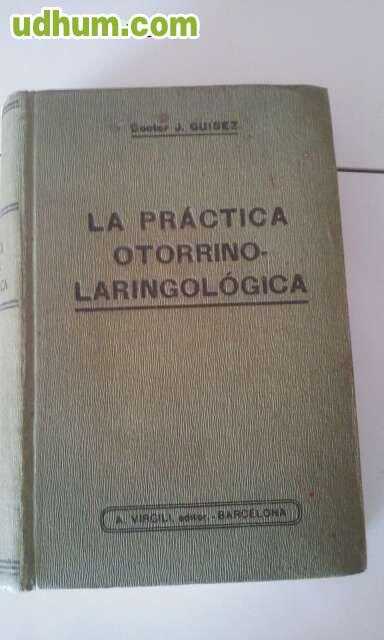 udhum.com
Doctor J. GUISEZ
LA PRÁCTICA
OTORRINO-
LARINGOLÓGICA
A. VIRGILI, editor.-BARCELONA